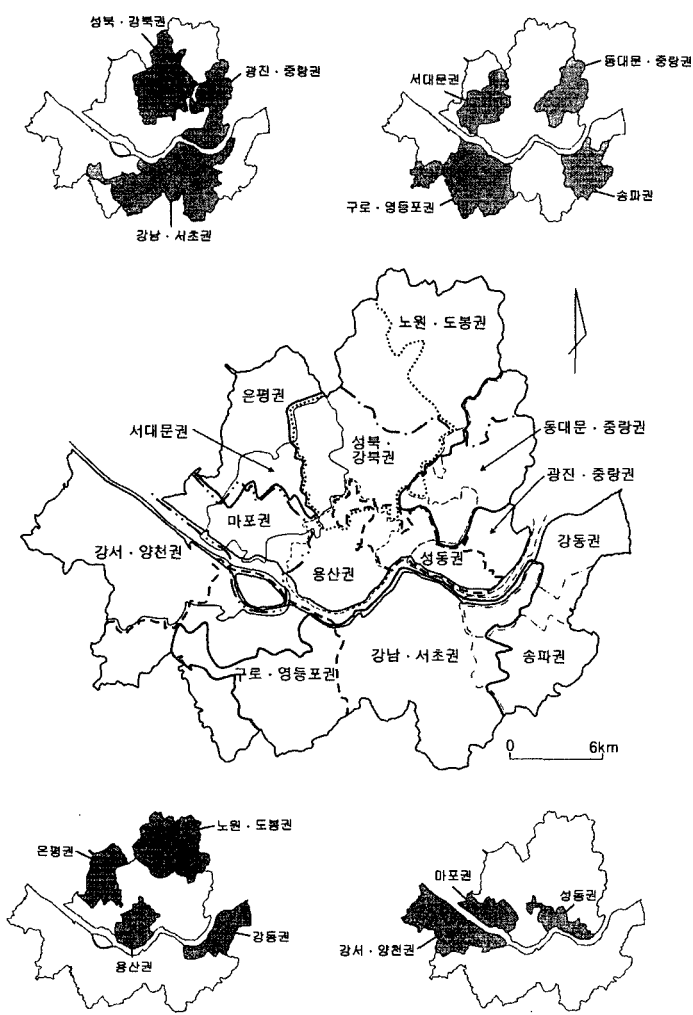 성북 · 강북권
광진 · 중랑권
강남 · 서초권
동대문 · 중랑권
서대문권
구로 · 영등포권
송파권
노원 · 도봉권
은평권
서대문권
성북 ·
강북권
동대문 · 중랑권
광진 · 중랑권
마포권
강서 · 양천권
용산권
성동권
강동권
강남 · 서초권
송파권
구로 · 영등포권
0
6km
노원 · 도봉권
은평권
강동권
용산권
마포권
성동권
강서 · 양천권